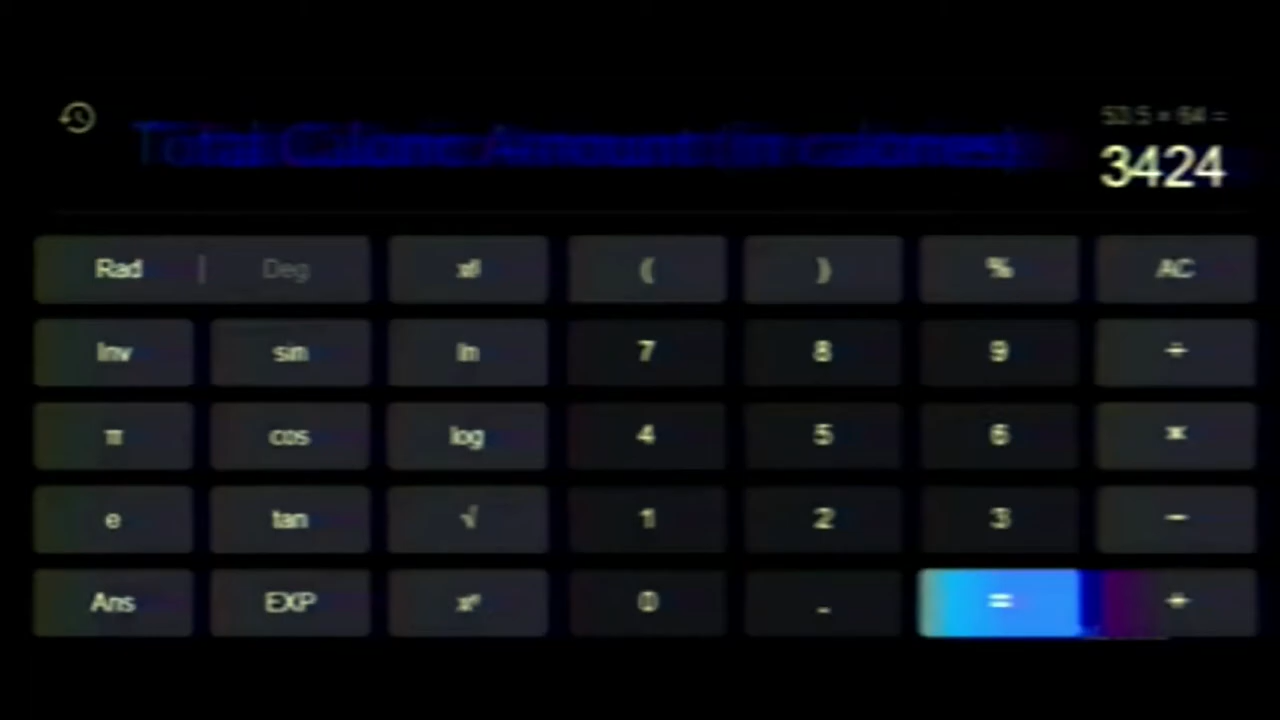 53.5 × 64 =
Total Caloric Amount (in calories)
3424
Rad | Deg x! ( ) % AC
Inv sin ln 7 8 9 ÷
π cos log 4 5 6 ×
e tan √ 1 2 3 −
Ans EXP xʸ 0 . = +